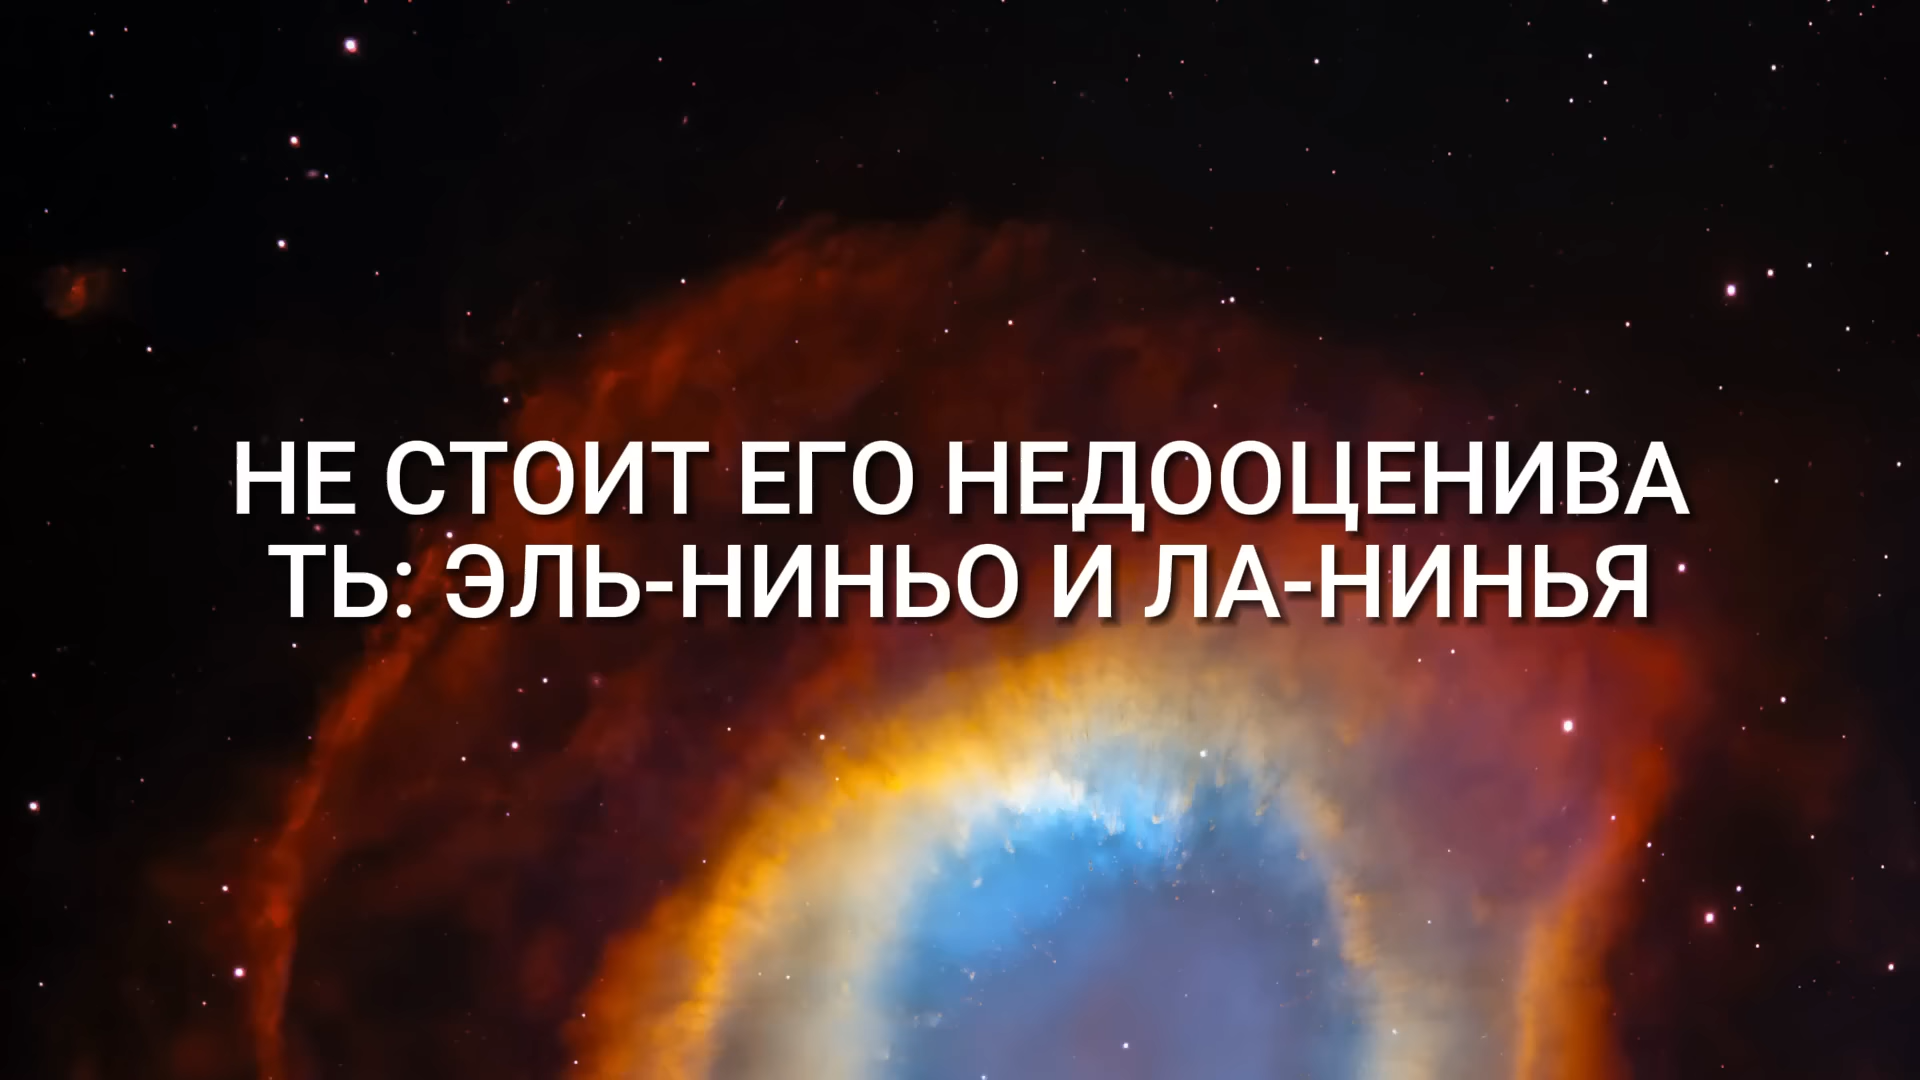 НЕ СТОИТ ЕГО НЕДООЦЕНИВА
ТЬ: ЭЛЬ-НИНЬО И ЛА-НИНЬЯ